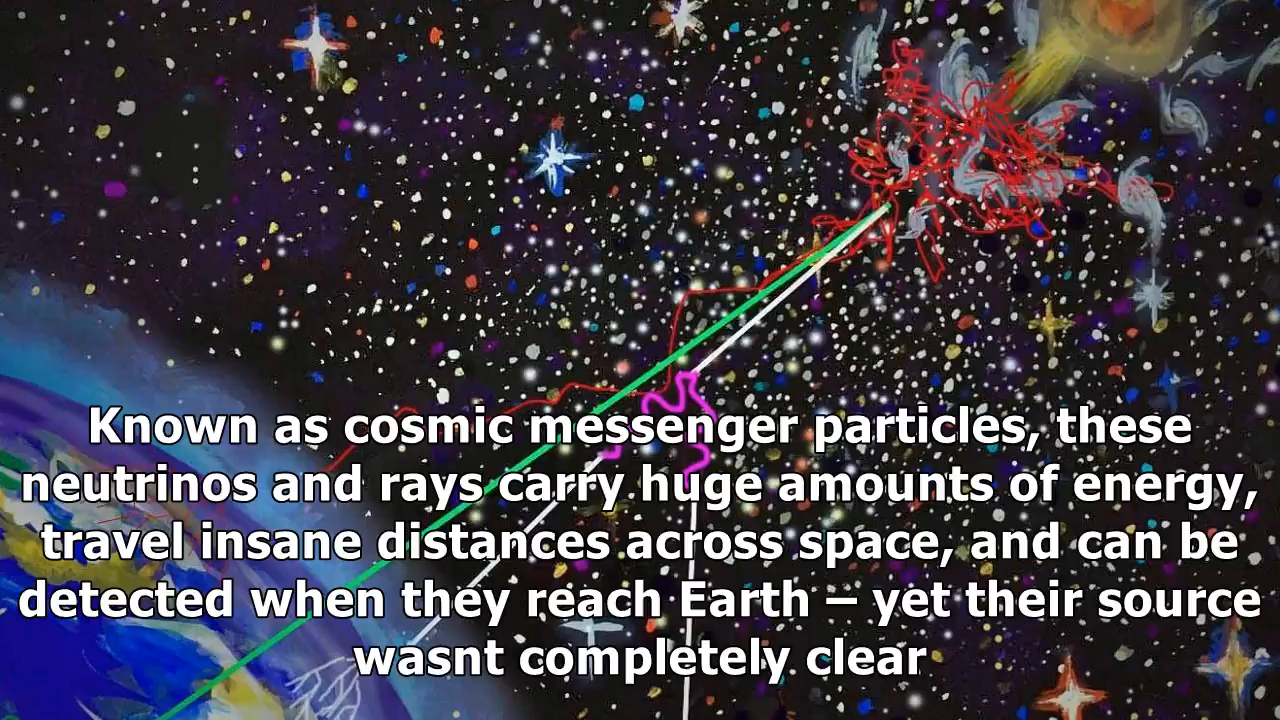 Known as cosmic messenger particles, these
neutrinos and rays carry huge amounts of energy,
travel insane distances across space, and can be
detected when they reach Earth – yet their source
wasnt completely clear